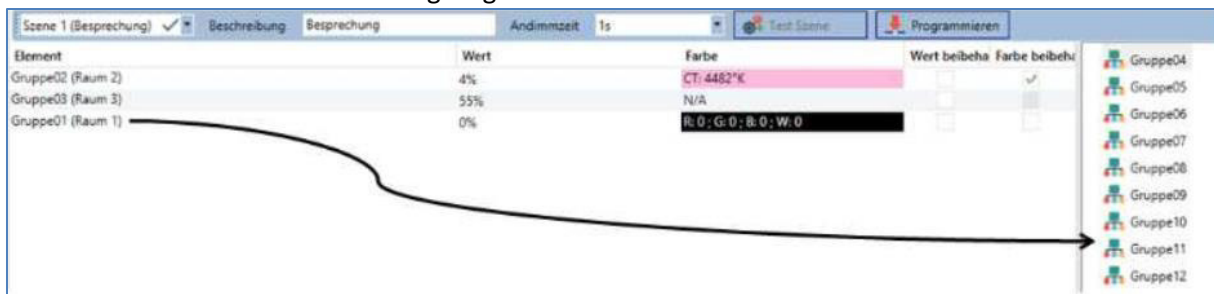 Szene 1 (Besprechung) Beschreibung Besprechung Andimmzeit 1s Test Szene Programmieren
Element Wert Farbe Wert beibeha Farbe beibeha
Gruppe02 (Raum 2) 4% CT: 4482°K
Gruppe03 (Raum 3) 55% N/A
Gruppe01 (Raum 1) 0% R: 0 ; G: 0 ; B: 0 ; W: 0
Gruppe04
Gruppe05
Gruppe06
Gruppe07
Gruppe08
Gruppe09
Gruppe10
Gruppe11
Gruppe12